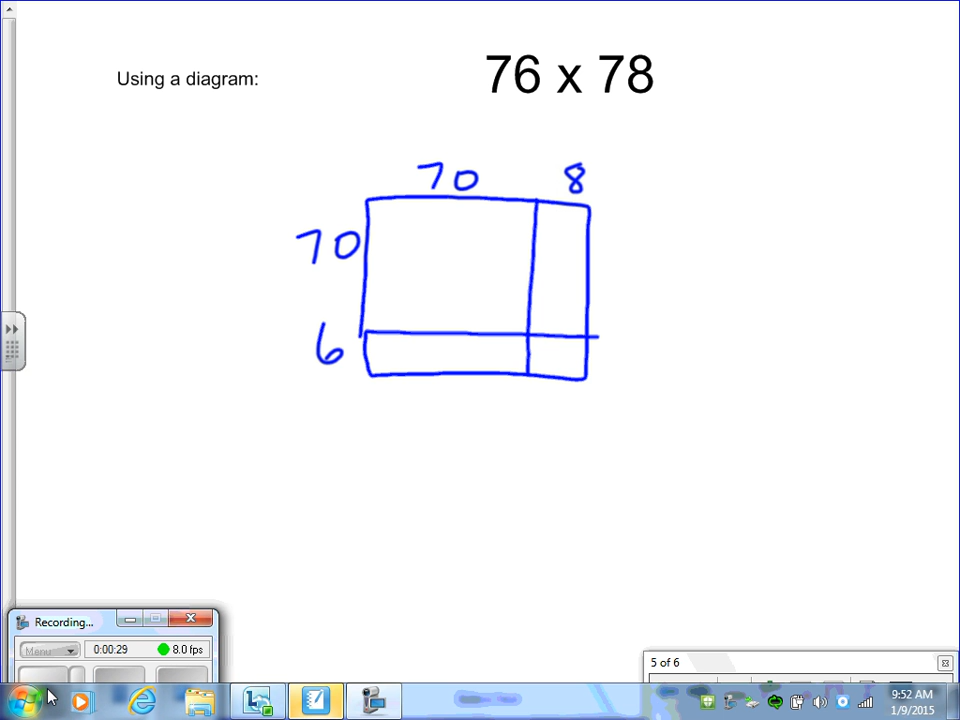 Using a diagram:
76 x 78
70 8
70
6
Recording...
Menu
0:00:29
8.0 fps
5 of 6
9:52 AM
1/9/2015